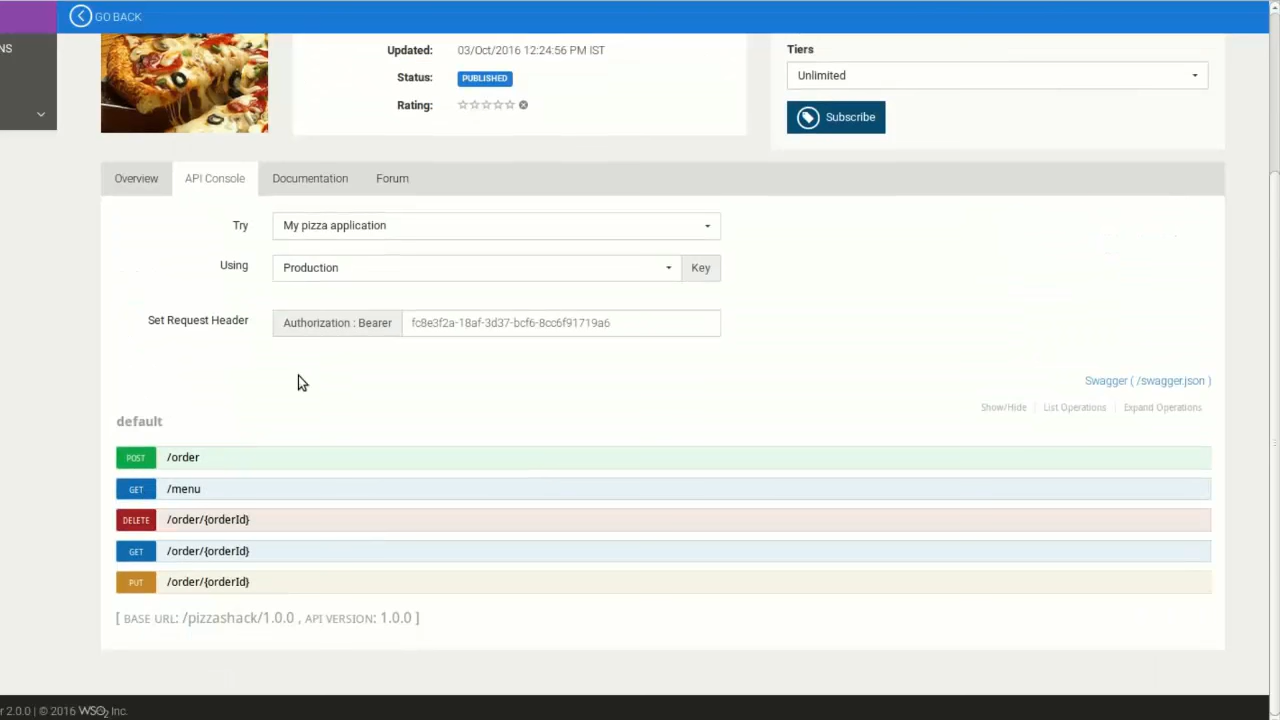 GO BACK
NS
Updated: 03/Oct/2016 12:24:56 PM IST
Status: PUBLISHED
Rating:
Tiers
Unlimited
Subscribe
Overview API Console Documentation Forum
Try My pizza application
Using Production Key
Set Request Header Authorization : Bearer fc8e3f2a-18af-3d37-bcf6-8cc6f91719a6
Swagger ( /swagger.json )
default
Show/Hide List Operations Expand Operations
POST /order
GET /menu
DELETE /order/{orderId}
GET /order/{orderId}
PUT /order/{orderId}
[ BASE URL: /pizzashack/1.0.0 , API VERSION: 1.0.0 ]
r 2.0.0 | © 2016 WSO2 Inc.